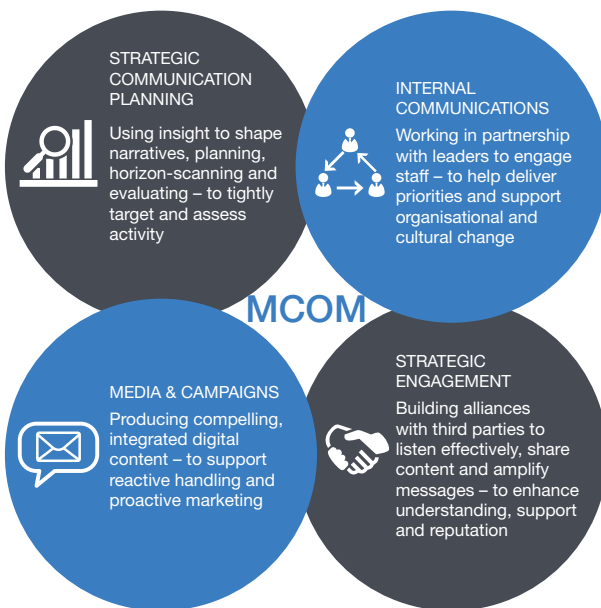 STRATEGIC
COMMUNICATION
PLANNING
Using insight to shape
narratives, planning,
horizon-scanning and
evaluating – to tightly
target and assess
activity
INTERNAL
COMMUNICATIONS
Working in partnership
with leaders to engage
staff – to help deliver
priorities and support
organisational and
cultural change
MCOM
MEDIA & CAMPAIGNS
Producing compelling,
integrated digital
content – to support
reactive handling and
proactive marketing
STRATEGIC
ENGAGEMENT
Building alliances
with third parties to
listen effectively, share
content and amplify
messages – to enhance
understanding, support
and reputation